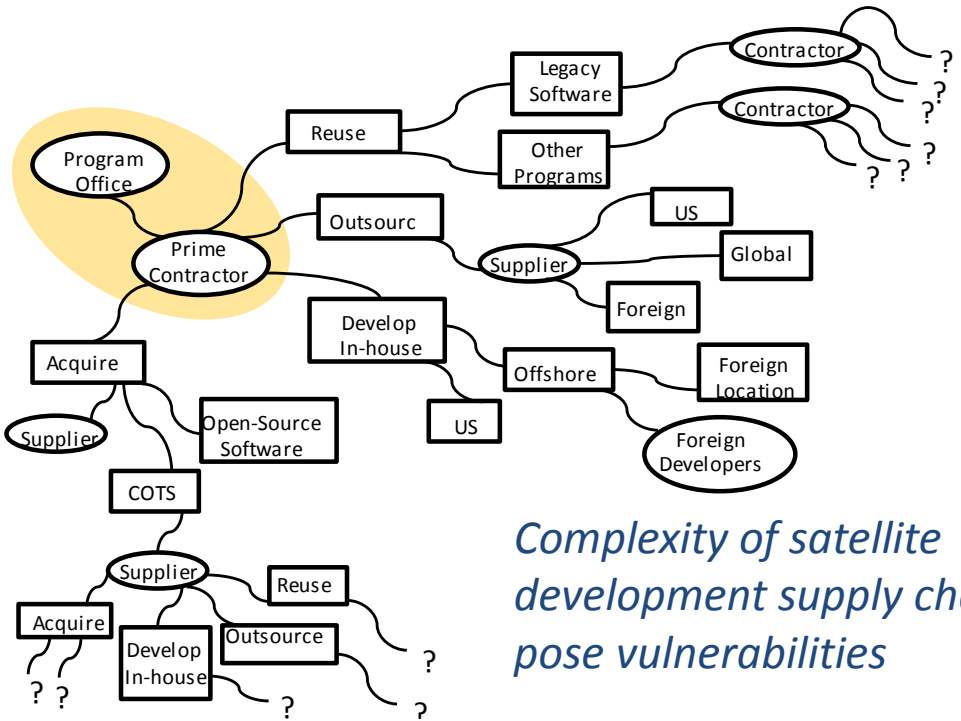 Program
Office
Prime
Contractor
Reuse
Legacy
Software
Contractor
?
?
?
Other
Programs
Contractor
?
?
?
Outsourc
Supplier
US
Global
Foreign
Develop
In-house
US
Offshore
Foreign
Location
Foreign
Developers
Acquire
Supplier
Open-Source
Software
COTS
Supplier
Acquire
?
?
Develop
In-house
?
Outsource
?
Reuse
?
Complexity of satellite
development supply cha
pose vulnerabilities